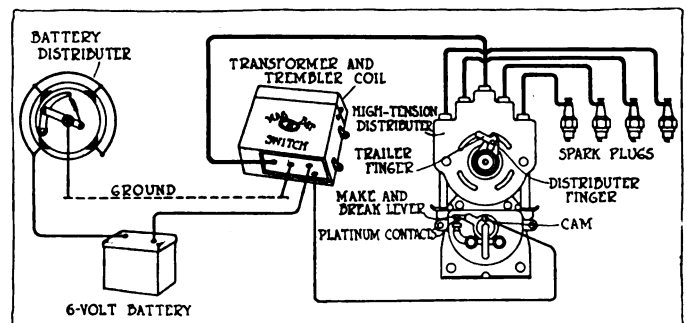 BATTERY
DISTRIBUTER
TRANSFORMER AND
TREMBLER COIL
SWITCH
HIGH-TENSION
DISTRIBUTER
TRAILER
FINGER
SPARK PLUGS
DISTRIBUTER
FINGER
MAKE AND
BREAK LEVER
PLATINUM CONTACTS
CAM
GROUND
6-VOLT BATTERY